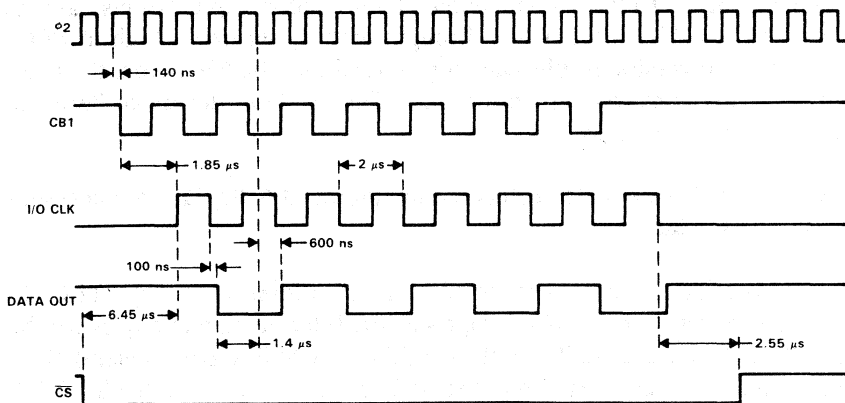 ϕ2
140 ns
CB1
1.85 μs
2 μs
I/O CLK
600 ns
100 ns
DATA OUT
6.45 μs
1.4 μs
2.55 μs
C̅S̅